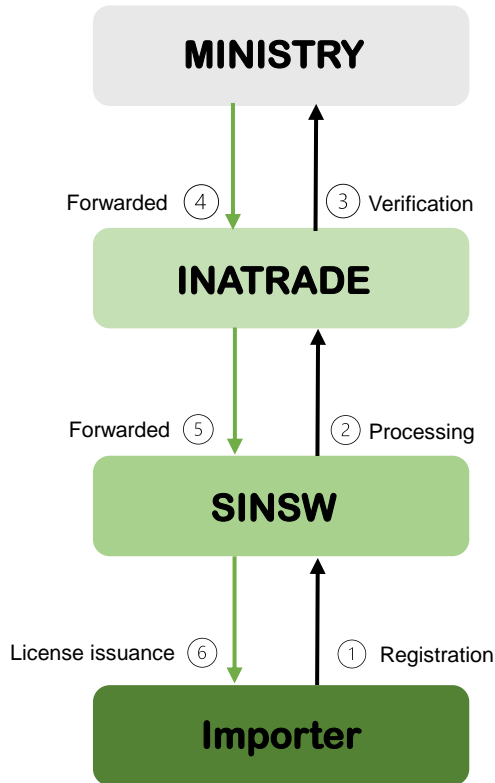 MINISTRY
Forwarded 4
3 Verification
INATRADE
Forwarded 5
2 Processing
SINSW
License issuance 6
1 Registration
Importer